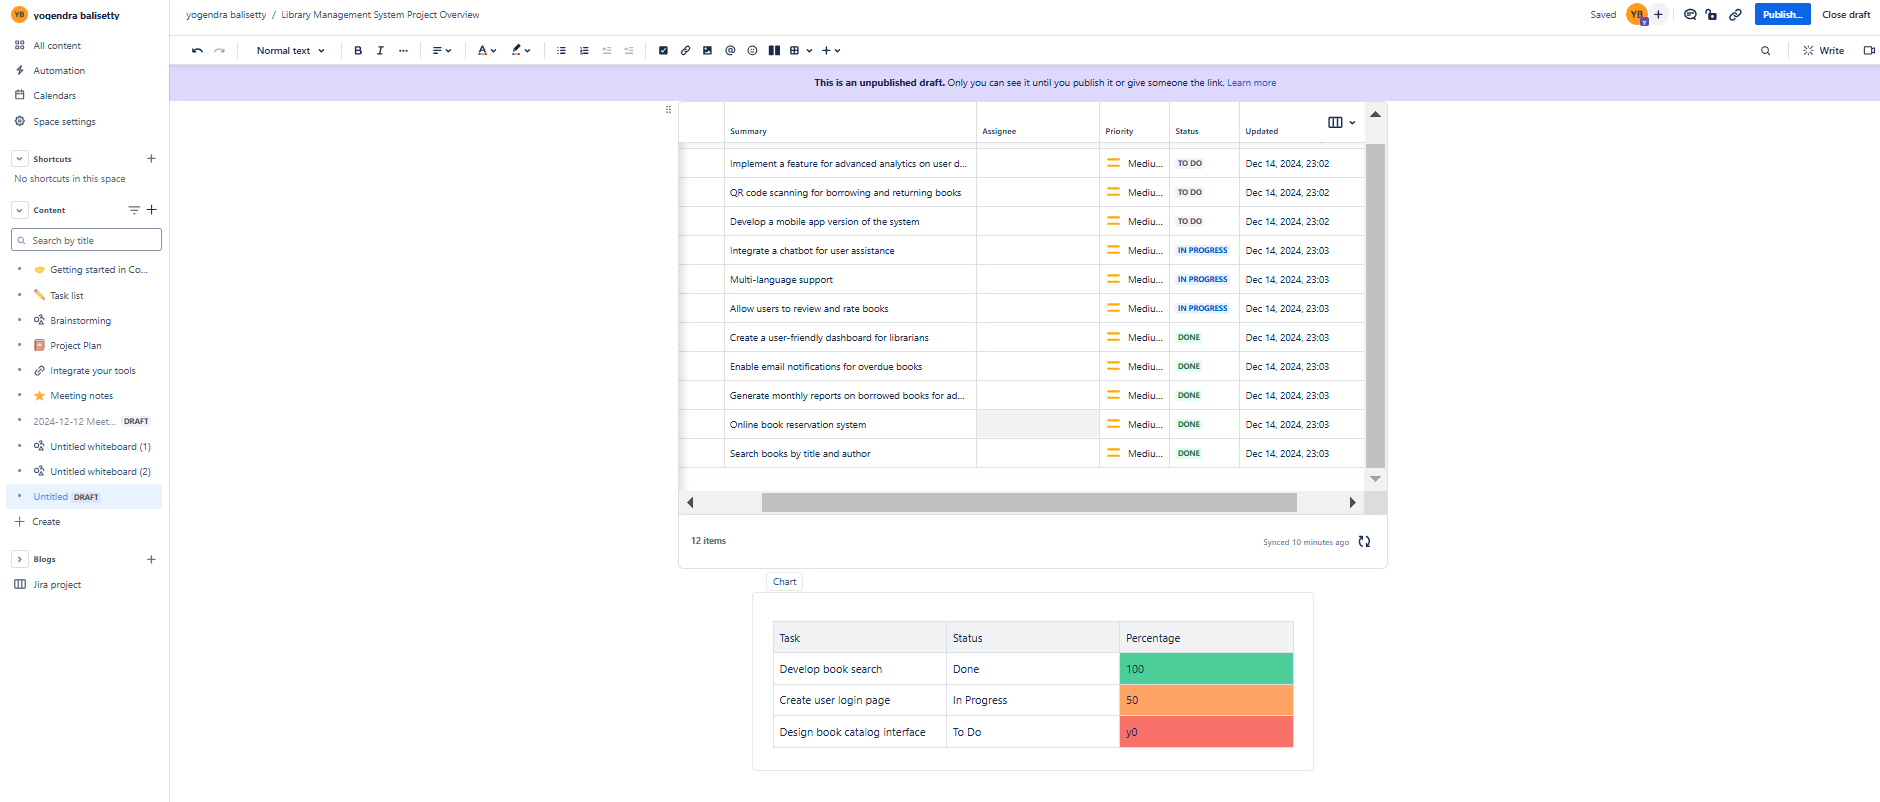 YB yogendra balisetty
yogendra balisetty / Library Management System Project Overview
Saved YB Y Publish... Close draft
Normal text B I A Write
This is an unpublished draft. Only you can see it until you publish it or give someone the link. Learn more
All content
Automation
Calendars
Space settings
Shortcuts
No shortcuts in this space
Content
Search by title
Getting started in Co...
Task list
Brainstorming
Project Plan
Integrate your tools
Meeting notes
2024-12-12 Meet... DRAFT
Untitled whiteboard (1)
Untitled whiteboard (2)
Untitled DRAFT
Create
Blogs
Jira project
Summary Assignee Priority Status Updated
Implement a feature for advanced analytics on user d... Mediu... TO DO Dec 14, 2024, 23:02
QR code scanning for borrowing and returning books Mediu... TO DO Dec 14, 2024, 23:02
Develop a mobile app version of the system Mediu... TO DO Dec 14, 2024, 23:02
Integrate a chatbot for user assistance Mediu... IN PROGRESS Dec 14, 2024, 23:03
Multi-language support Mediu... IN PROGRESS Dec 14, 2024, 23:03
Allow users to review and rate books Mediu... IN PROGRESS Dec 14, 2024, 23:03
Create a user-friendly dashboard for librarians Mediu... DONE Dec 14, 2024, 23:03
Enable email notifications for overdue books Mediu... DONE Dec 14, 2024, 23:03
Generate monthly reports on borrowed books for ad... Mediu... DONE Dec 14, 2024, 23:03
Online book reservation system Mediu... DONE Dec 14, 2024, 23:03
Search books by title and author Mediu... DONE Dec 14, 2024, 23:03
12 items Synced 10 minutes ago
Chart
Task Status Percentage
Develop book search Done 100
Create user login page In Progress 50
Design book catalog interface To Do y0